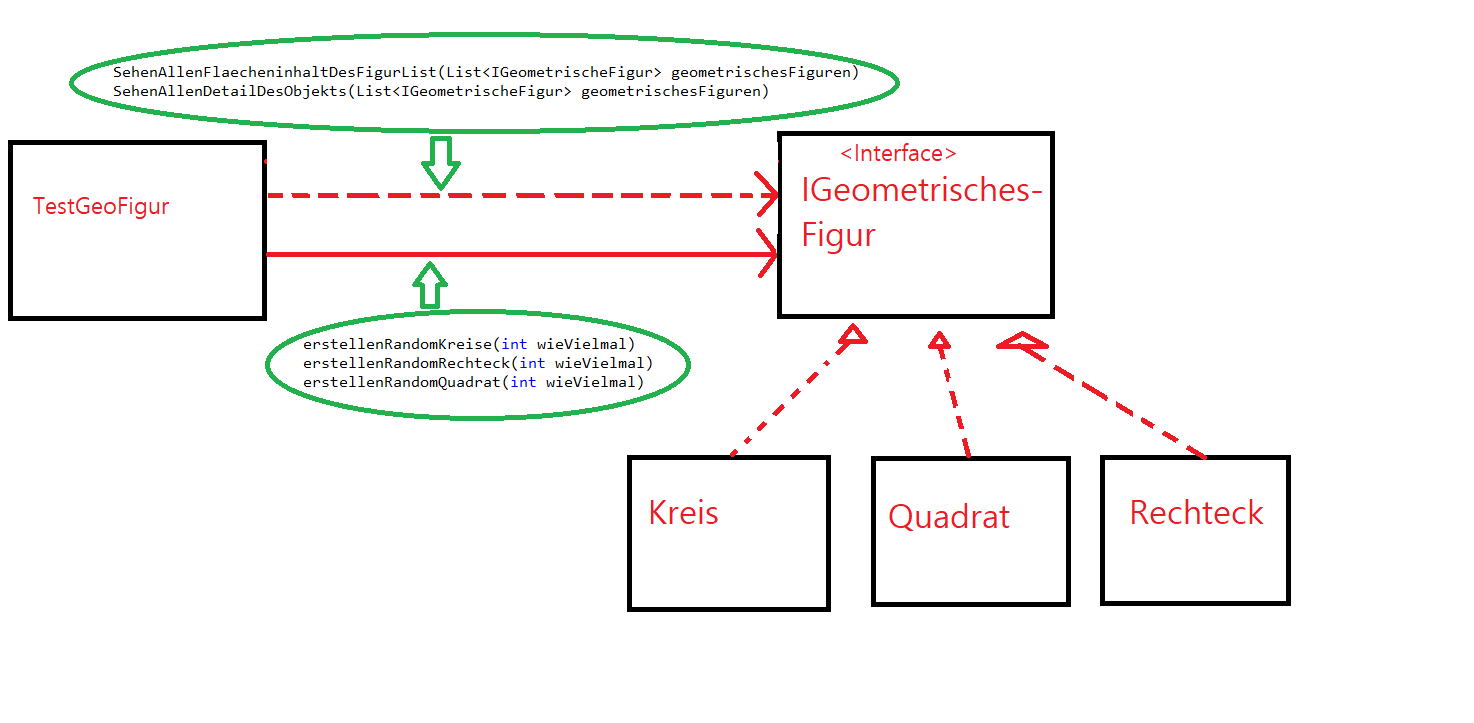 SehenAllenFlaecheninhaltDesFigurList(List<IGeometrischeFigur> geometrischesFiguren)
SehenAllenDetailDesObjekts(List<IGeometrischeFigur> geometrischesFiguren)
TestGeoFigur
<Interface>
IGeometrisches-
Figur
erstellenRandomKreise(int wieVielmal)
erstellenRandomRechteck(int wieVielmal)
erstellenRandomQuadrat(int wieVielmal)
Kreis
Quadrat
Rechteck